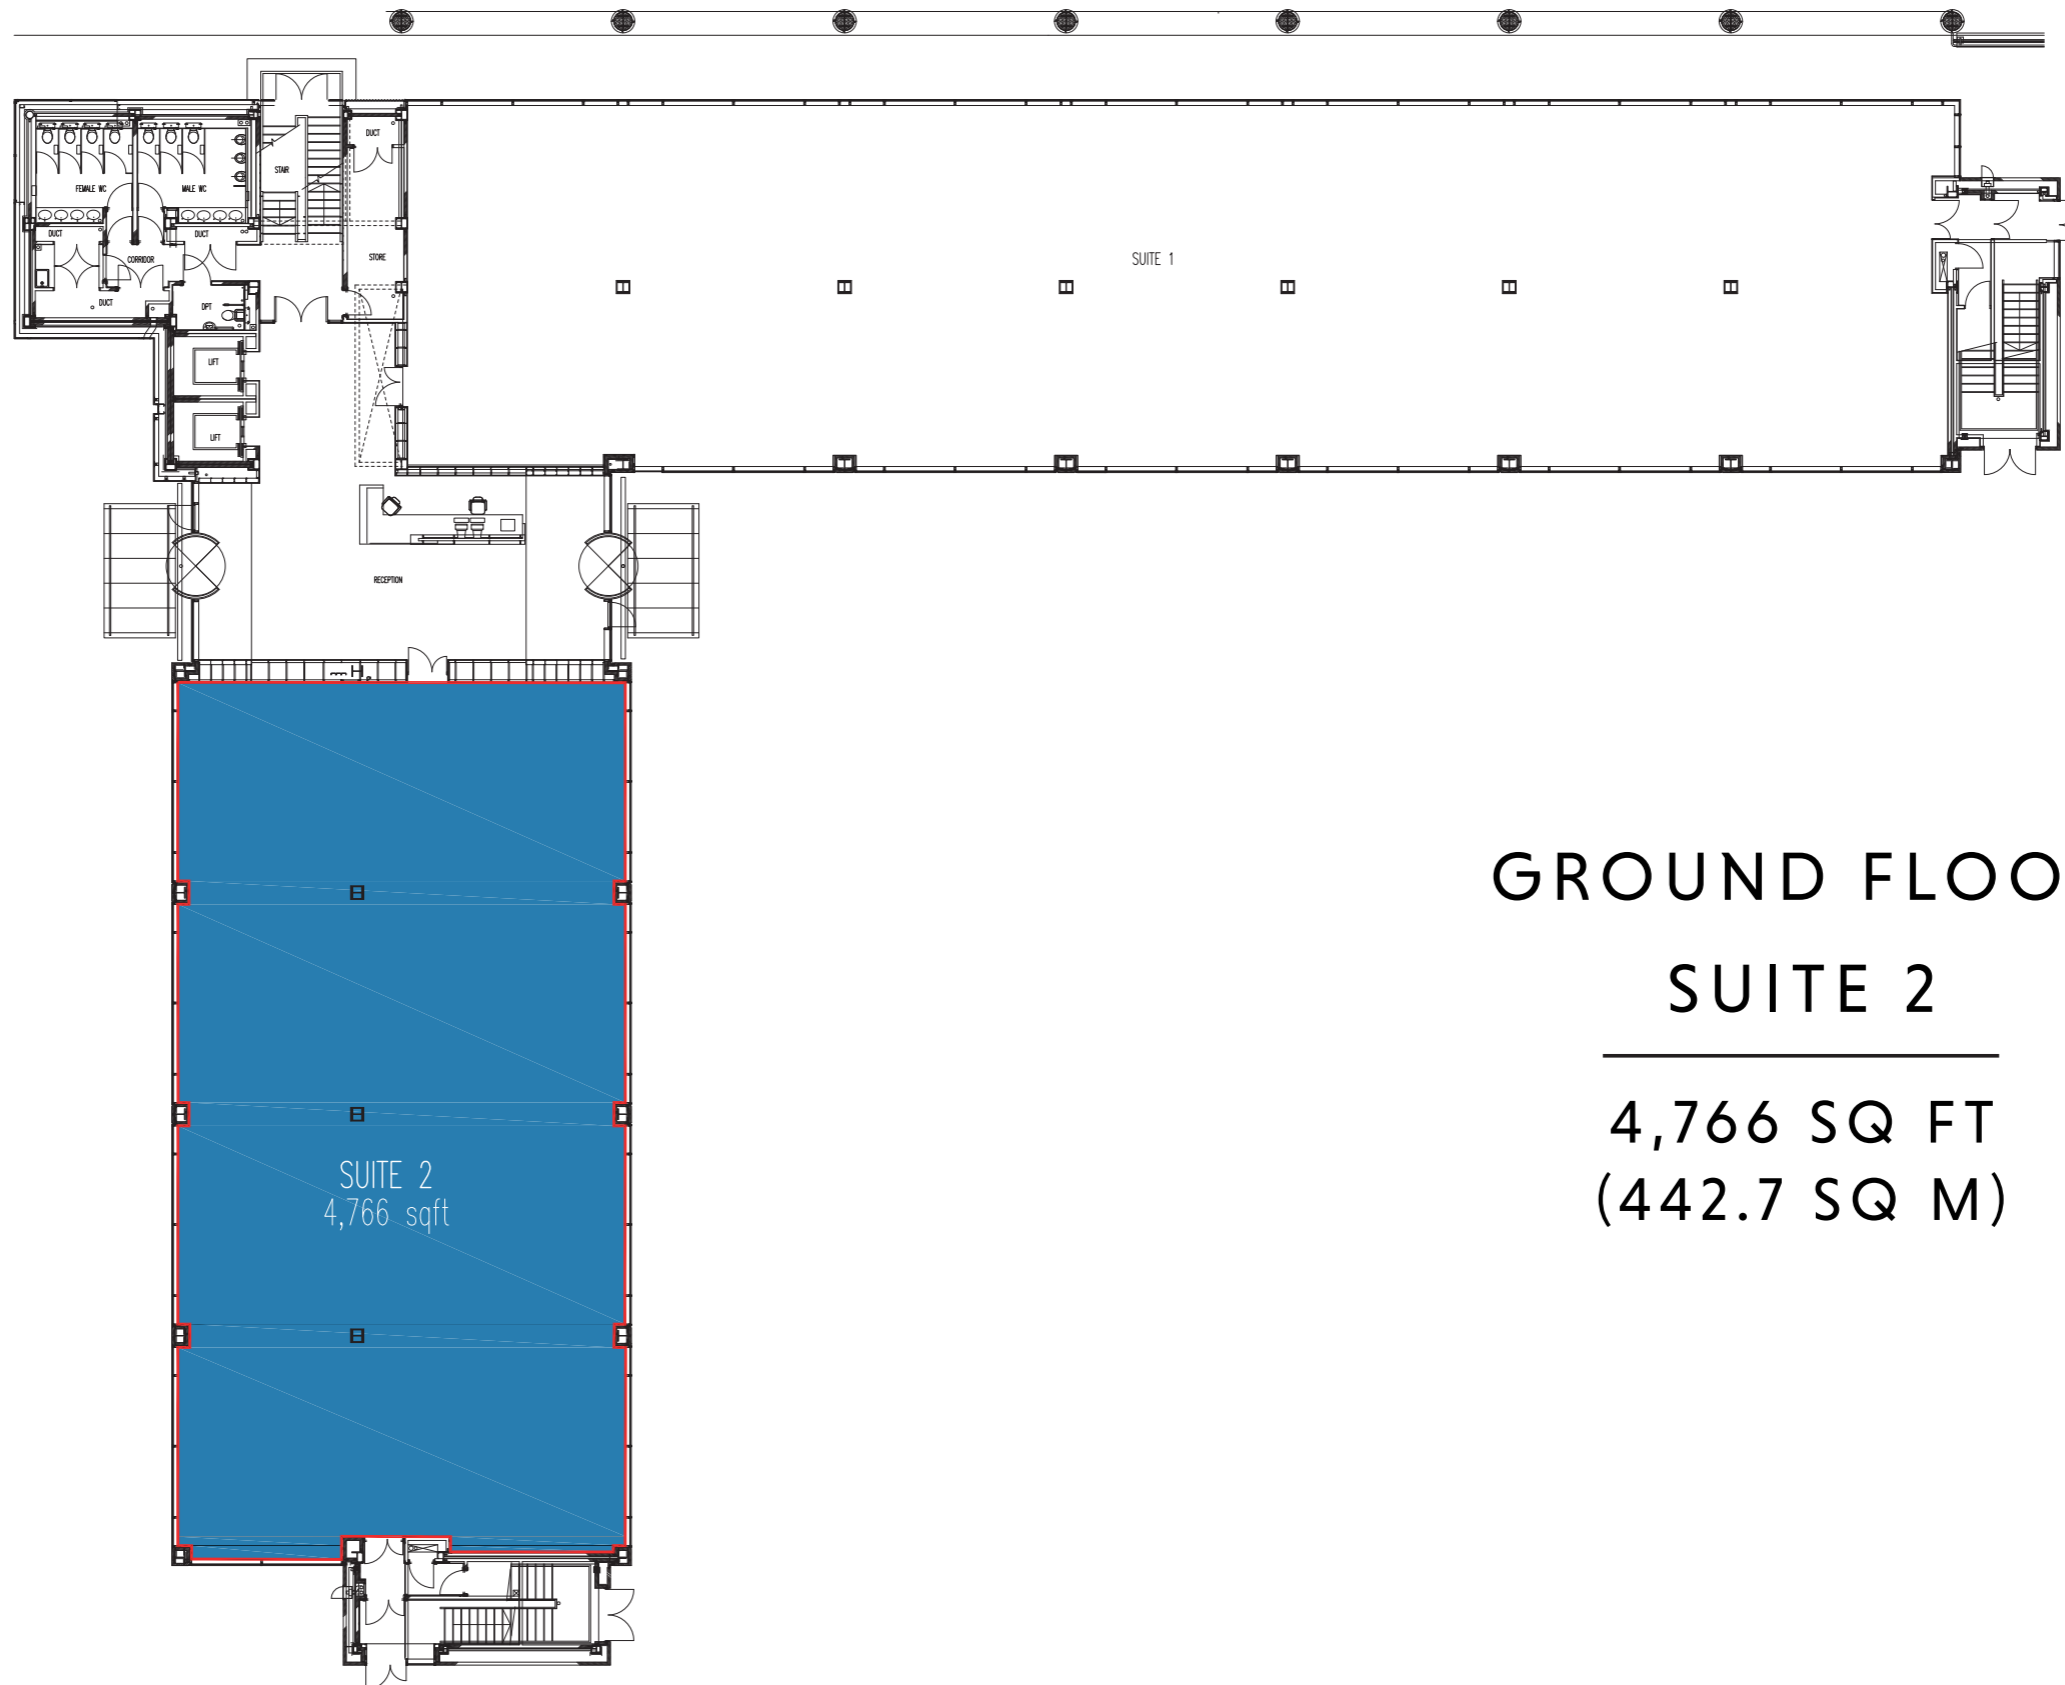 DUCT
STAIR
FEMALE WC
MALE WC
DUCT
DUCT
CORRIDOR
STORE
SUITE 1
DUCT
DPT
LIFT
LIFT
RECEPTION
GROUND FLOO
SUITE 2
4,766 SQ FT
(442.7 SQ M)
SUITE 2
4,766 sqft